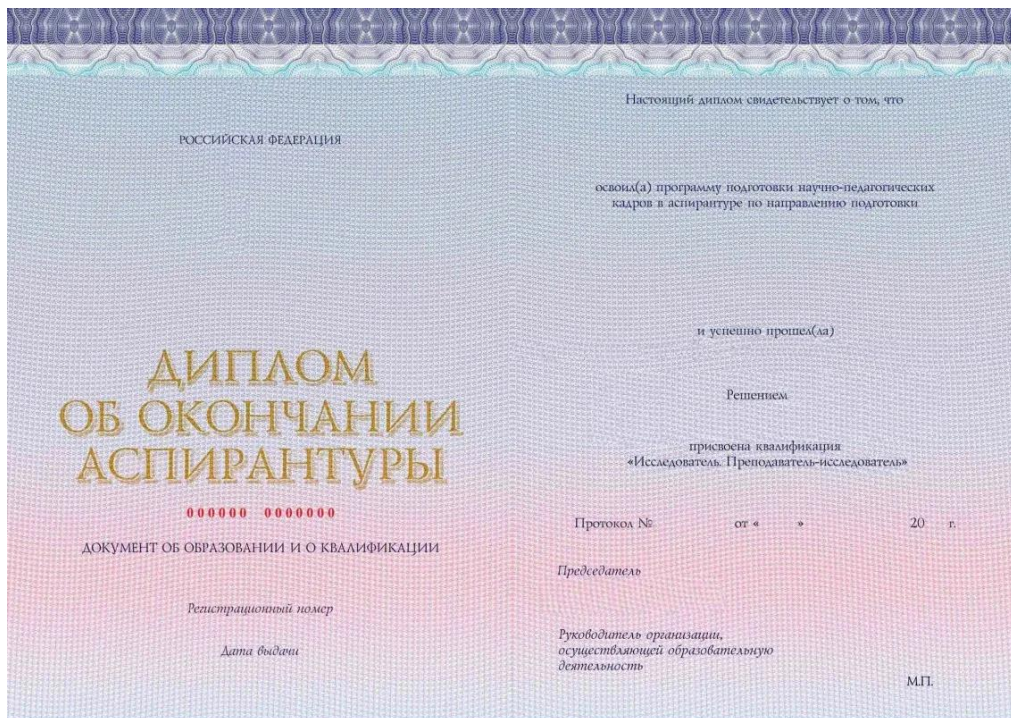 РОССИЙСКАЯ ФЕДЕРАЦИЯ
ДИПЛОМ
ОБ ОКОНЧАНИИ
АСПИРАНТУРЫ
000000 0000000
ДОКУМЕНТ ОБ ОБРАЗОВАНИИ И О КВАЛИФИКАЦИИ
Регистрационный номер
Дата выдачи
Настоящий диплом свидетельствует о том, что
освоил(а) программу подготовки научно-педагогических
кадров в аспирантуре по направлению подготовки
и успешно прошел(ла)
Решением
присвоена квалификация
«Исследователь. Преподаватель-исследователь»
Протокол № от « » 20 г.
Председатель
Руководитель организации,
осуществляющей образовательную
деятельность
М.П.